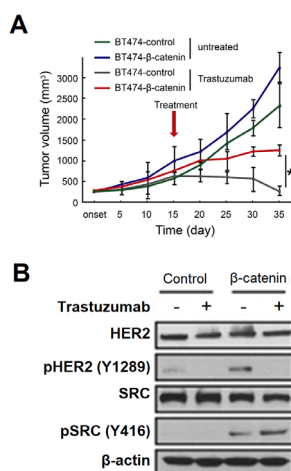 A
BT474-control
BT474-β-catenin
untreated
BT474-control
BT474-β-catenin
Trastuzumab
Tumor volume (mm³)
3000
2500
2000
1500
1000
500
0
Treatment
*
onset 5 10 15 20 25 30 35
Time (day)
B
Control β-catenin
Trastuzumab - + - +
HER2
pHER2 (Y1289)
SRC
pSRC (Y416)
β-actin